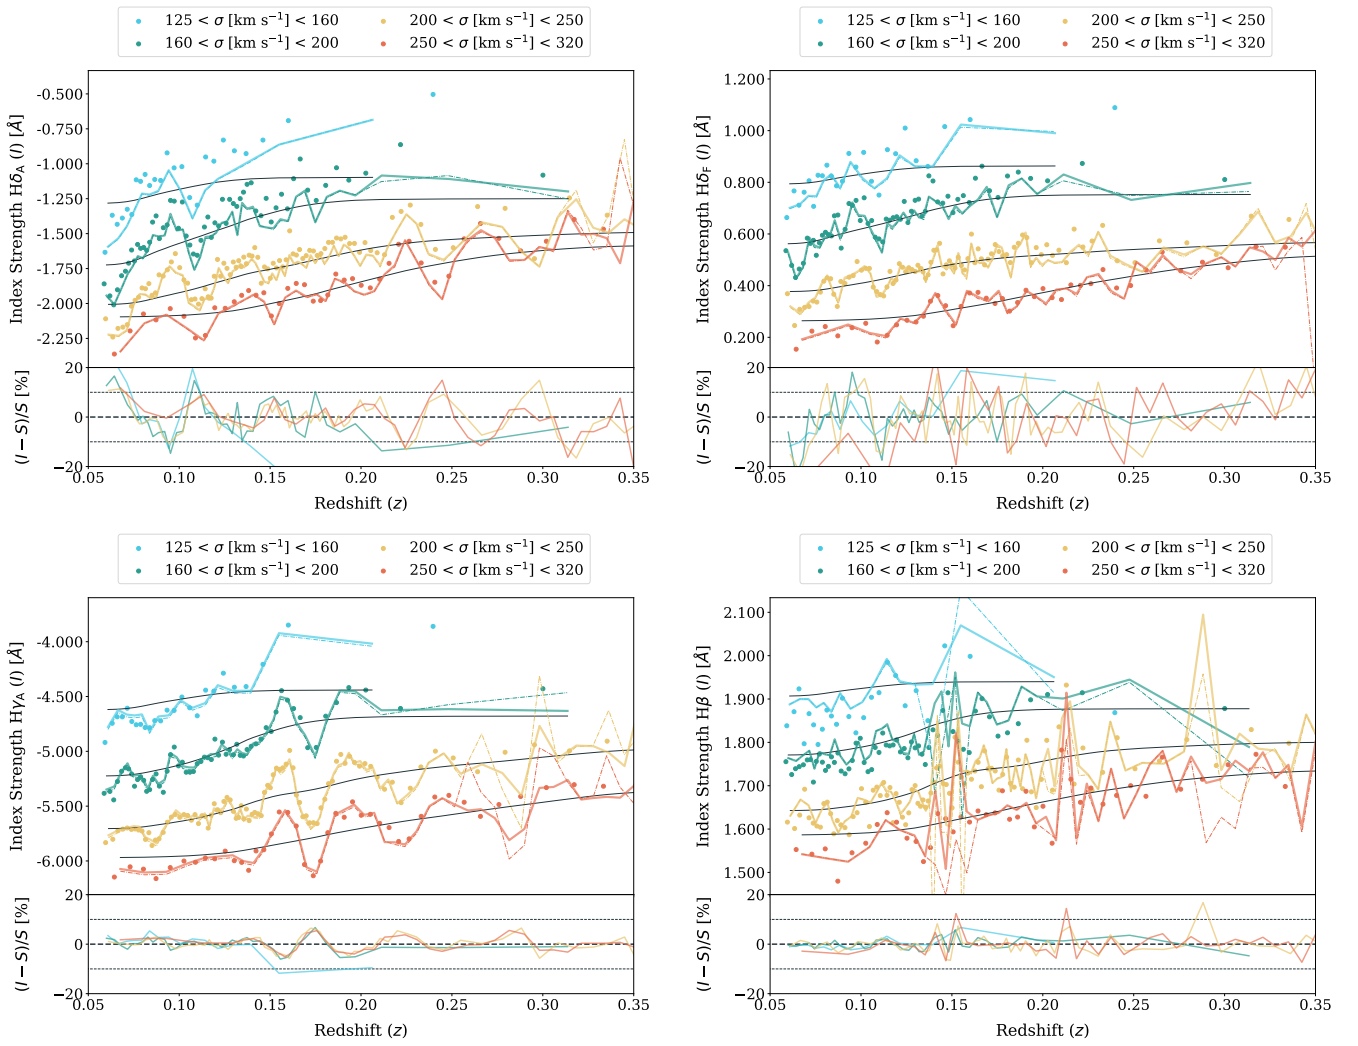 125 < σ [km s⁻¹] < 160 200 < σ [km s⁻¹] < 250
160 < σ [km s⁻¹] < 200 250 < σ [km s⁻¹] < 320
Index Strength Hδ_A (I) [Å]
-0.500
-0.750
-1.000
-1.250
-1.500
-1.750
-2.000
-2.250
(I − S)/S [%]
20
10
0
−10
−20
0.05 0.10 0.15 0.20 0.25 0.30 0.35
Redshift (z)
125 < σ [km s⁻¹] < 160 200 < σ [km s⁻¹] < 250
160 < σ [km s⁻¹] < 200 250 < σ [km s⁻¹] < 320
Index Strength Hδ_F (I) [Å]
1.200
1.000
0.800
0.600
0.400
0.200
(I − S)/S [%]
20
10
0
−10
−20
0.05 0.10 0.15 0.20 0.25 0.30 0.35
Redshift (z)
125 < σ [km s⁻¹] < 160 200 < σ [km s⁻¹] < 250
160 < σ [km s⁻¹] < 200 250 < σ [km s⁻¹] < 320
Index Strength Hγ_A (I) [Å]
-4.000
-4.500
-5.000
-5.500
-6.000
(I − S)/S [%]
20
10
0
−10
−20
0.05 0.10 0.15 0.20 0.25 0.30 0.35
Redshift (z)
125 < σ [km s⁻¹] < 160 200 < σ [km s⁻¹] < 250
160 < σ [km s⁻¹] < 200 250 < σ [km s⁻¹] < 320
Index Strength Hβ (I) [Å]
2.100
2.000
1.900
1.800
1.700
1.600
1.500
(I − S)/S [%]
20
10
0
−10
−20
0.05 0.10 0.15 0.20 0.25 0.30 0.35
Redshift (z)